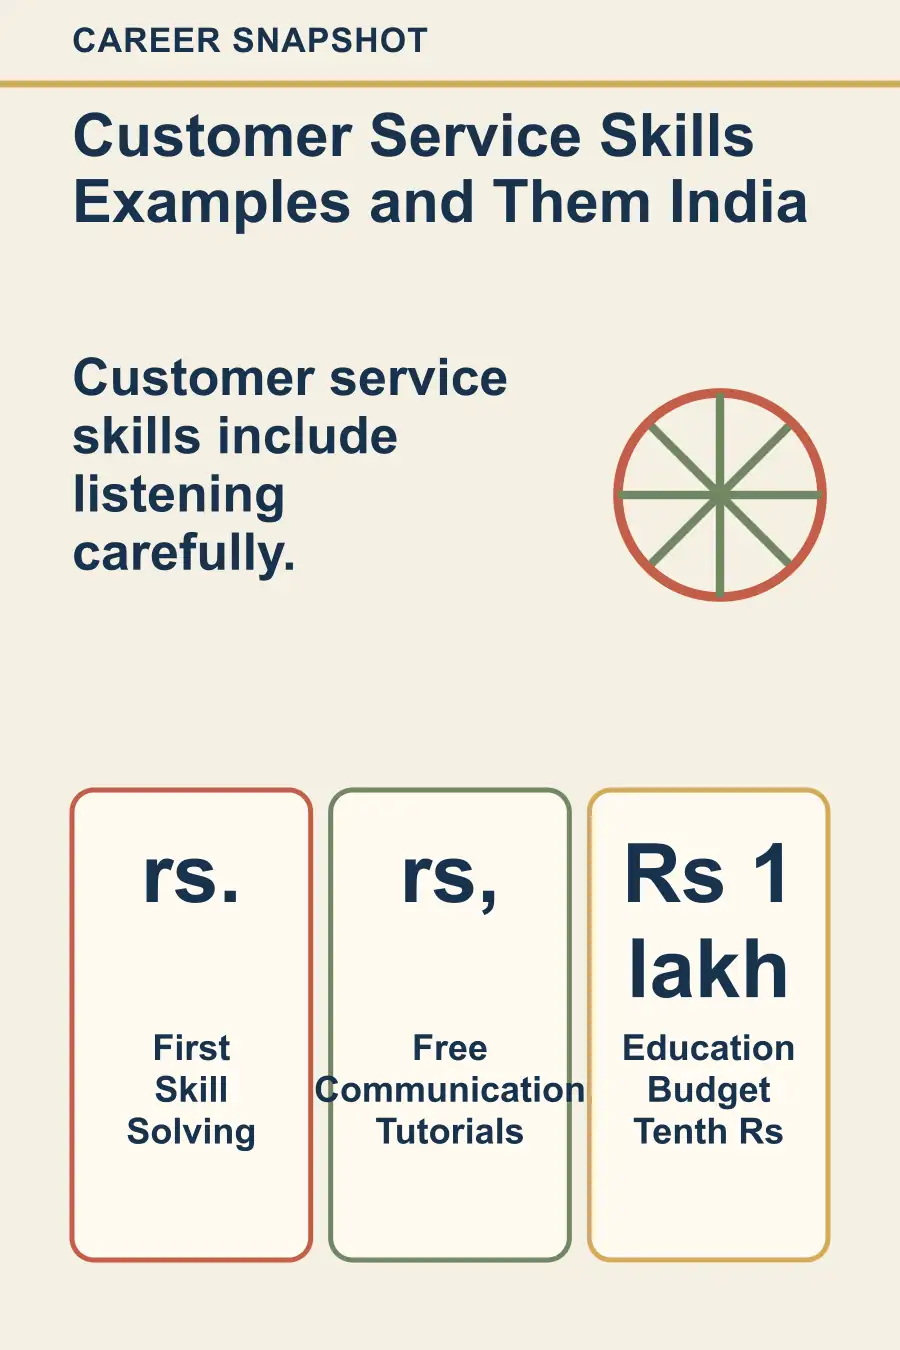 CAREER SNAPSHOT
Customer Service Skills
Examples and Them India
Customer service
skills include
listening
carefully.
rs.
First
Skill
Solving
rs,
Free
Communication
Tutorials
Rs 1
lakh
Education
Budget
Tenth Rs